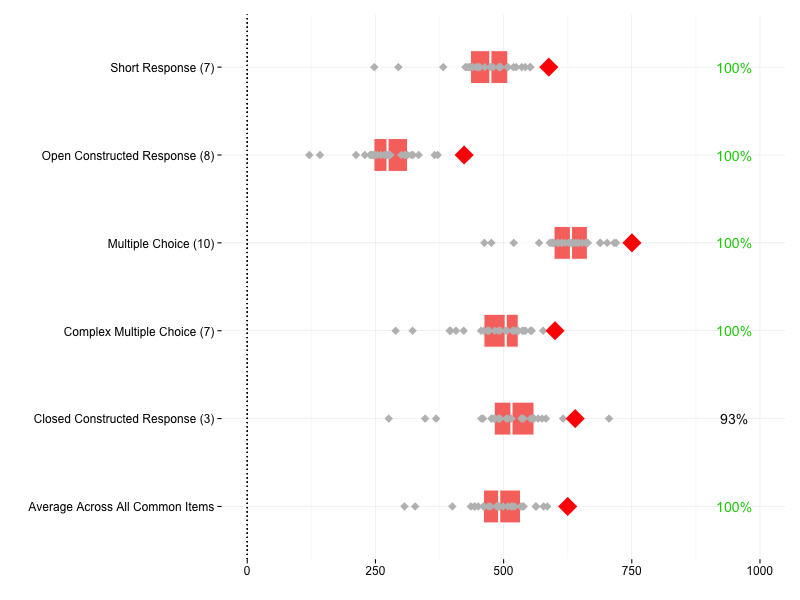 Short Response (7) 100%
Open Constructed Response (8) 100%
Multiple Choice (10) 100%
Complex Multiple Choice (7) 100%
Closed Constructed Response (3) 93%
Average Across All Common Items 100%
0 250 500 750 1000